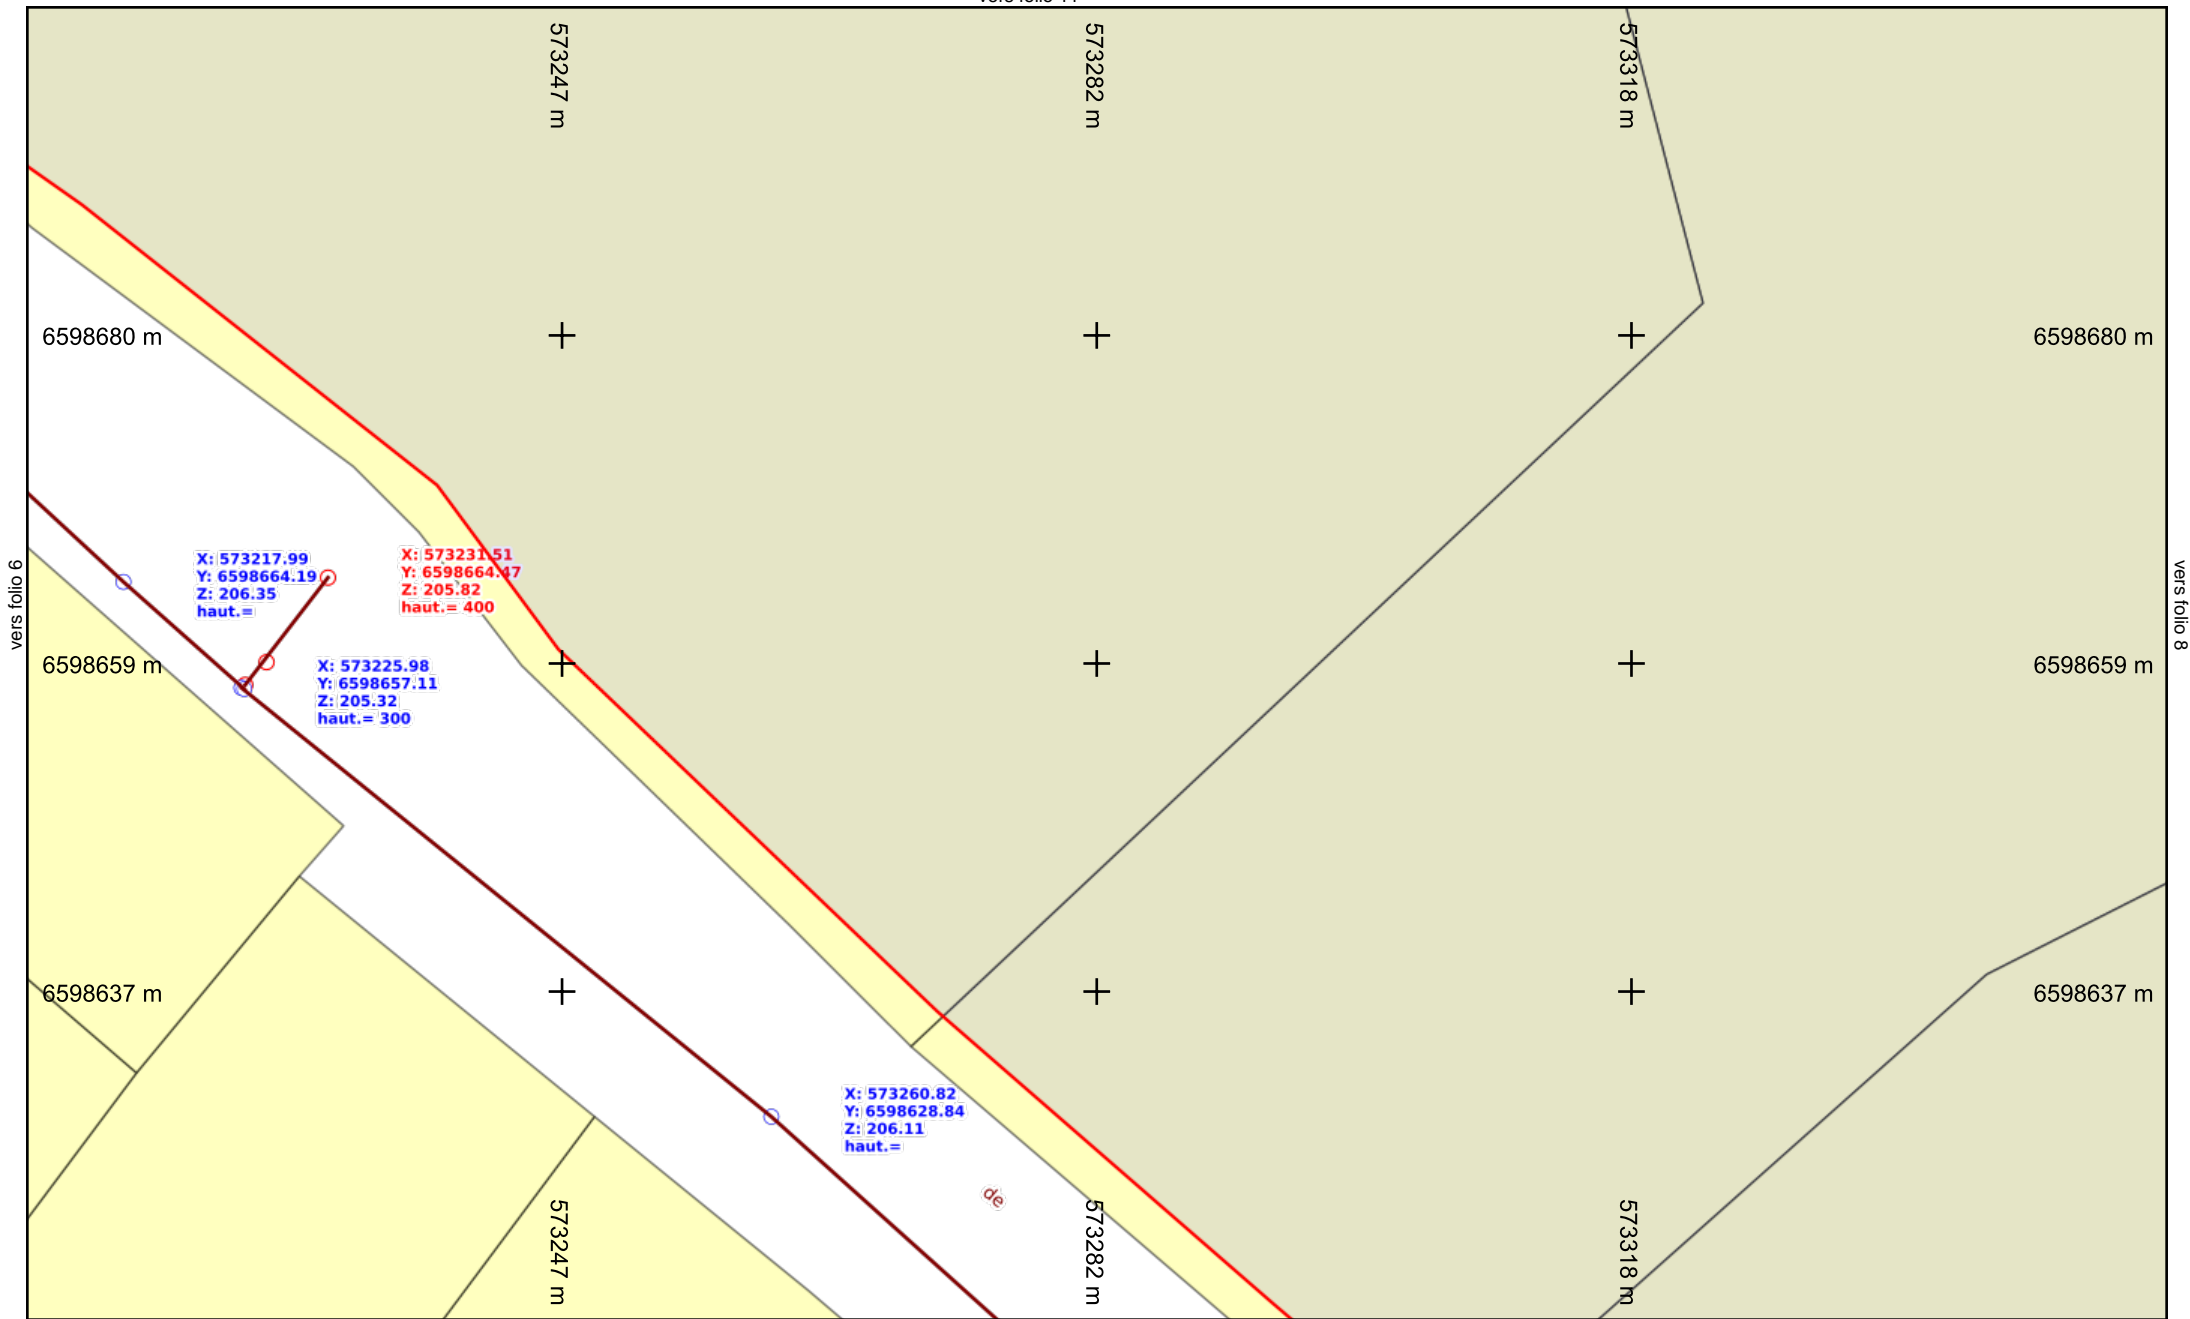 573247 m
573282 m
573318 m
6598680 m
6598680 m
X: 573217.99
Y: 6598664.19
Z: 206.35
haut.=
X: 573231.51
Y: 6598664.47
Z: 205.82
haut.= 400
vers folio 6
vers folio 8
6598659 m
6598659 m
X: 573225.98
Y: 6598657.11
Z: 205.32
haut.= 300
6598637 m
6598637 m
X: 573260.82
Y: 6598628.84
Z: 206.11
haut.=
de
573247 m
573282 m
573318 m